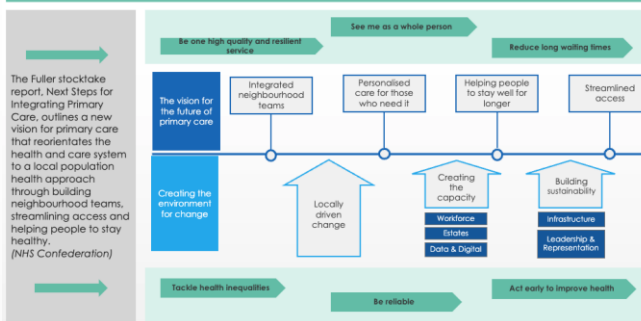 See me as a whole person
Be one high quality and resilient
service
Reduce long waiting times
The Fuller stocktake
report, Next Steps for
Integrating Primary
Care, outlines a new
vision for primary care
that reorientates the
health and care system
to a local population
health approach
through building
neighbourhood teams,
streamlining access and
helping people to stay
healthy.
(NHS Confederation)
The vision for
the future of
primary care
Integrated
neighbourhood
teams
Personalised
care for those
who need it
Helping people
to stay well for
longer
Streamlined
access
Creating the
environment
for change
Locally
driven
change
Creating
the
capacity
Workforce
Estates
Data & Digital
Building
sustainability
Infrastructure
Leadership &
Representation
Tackle health inequalities
Be reliable
Act early to improve health